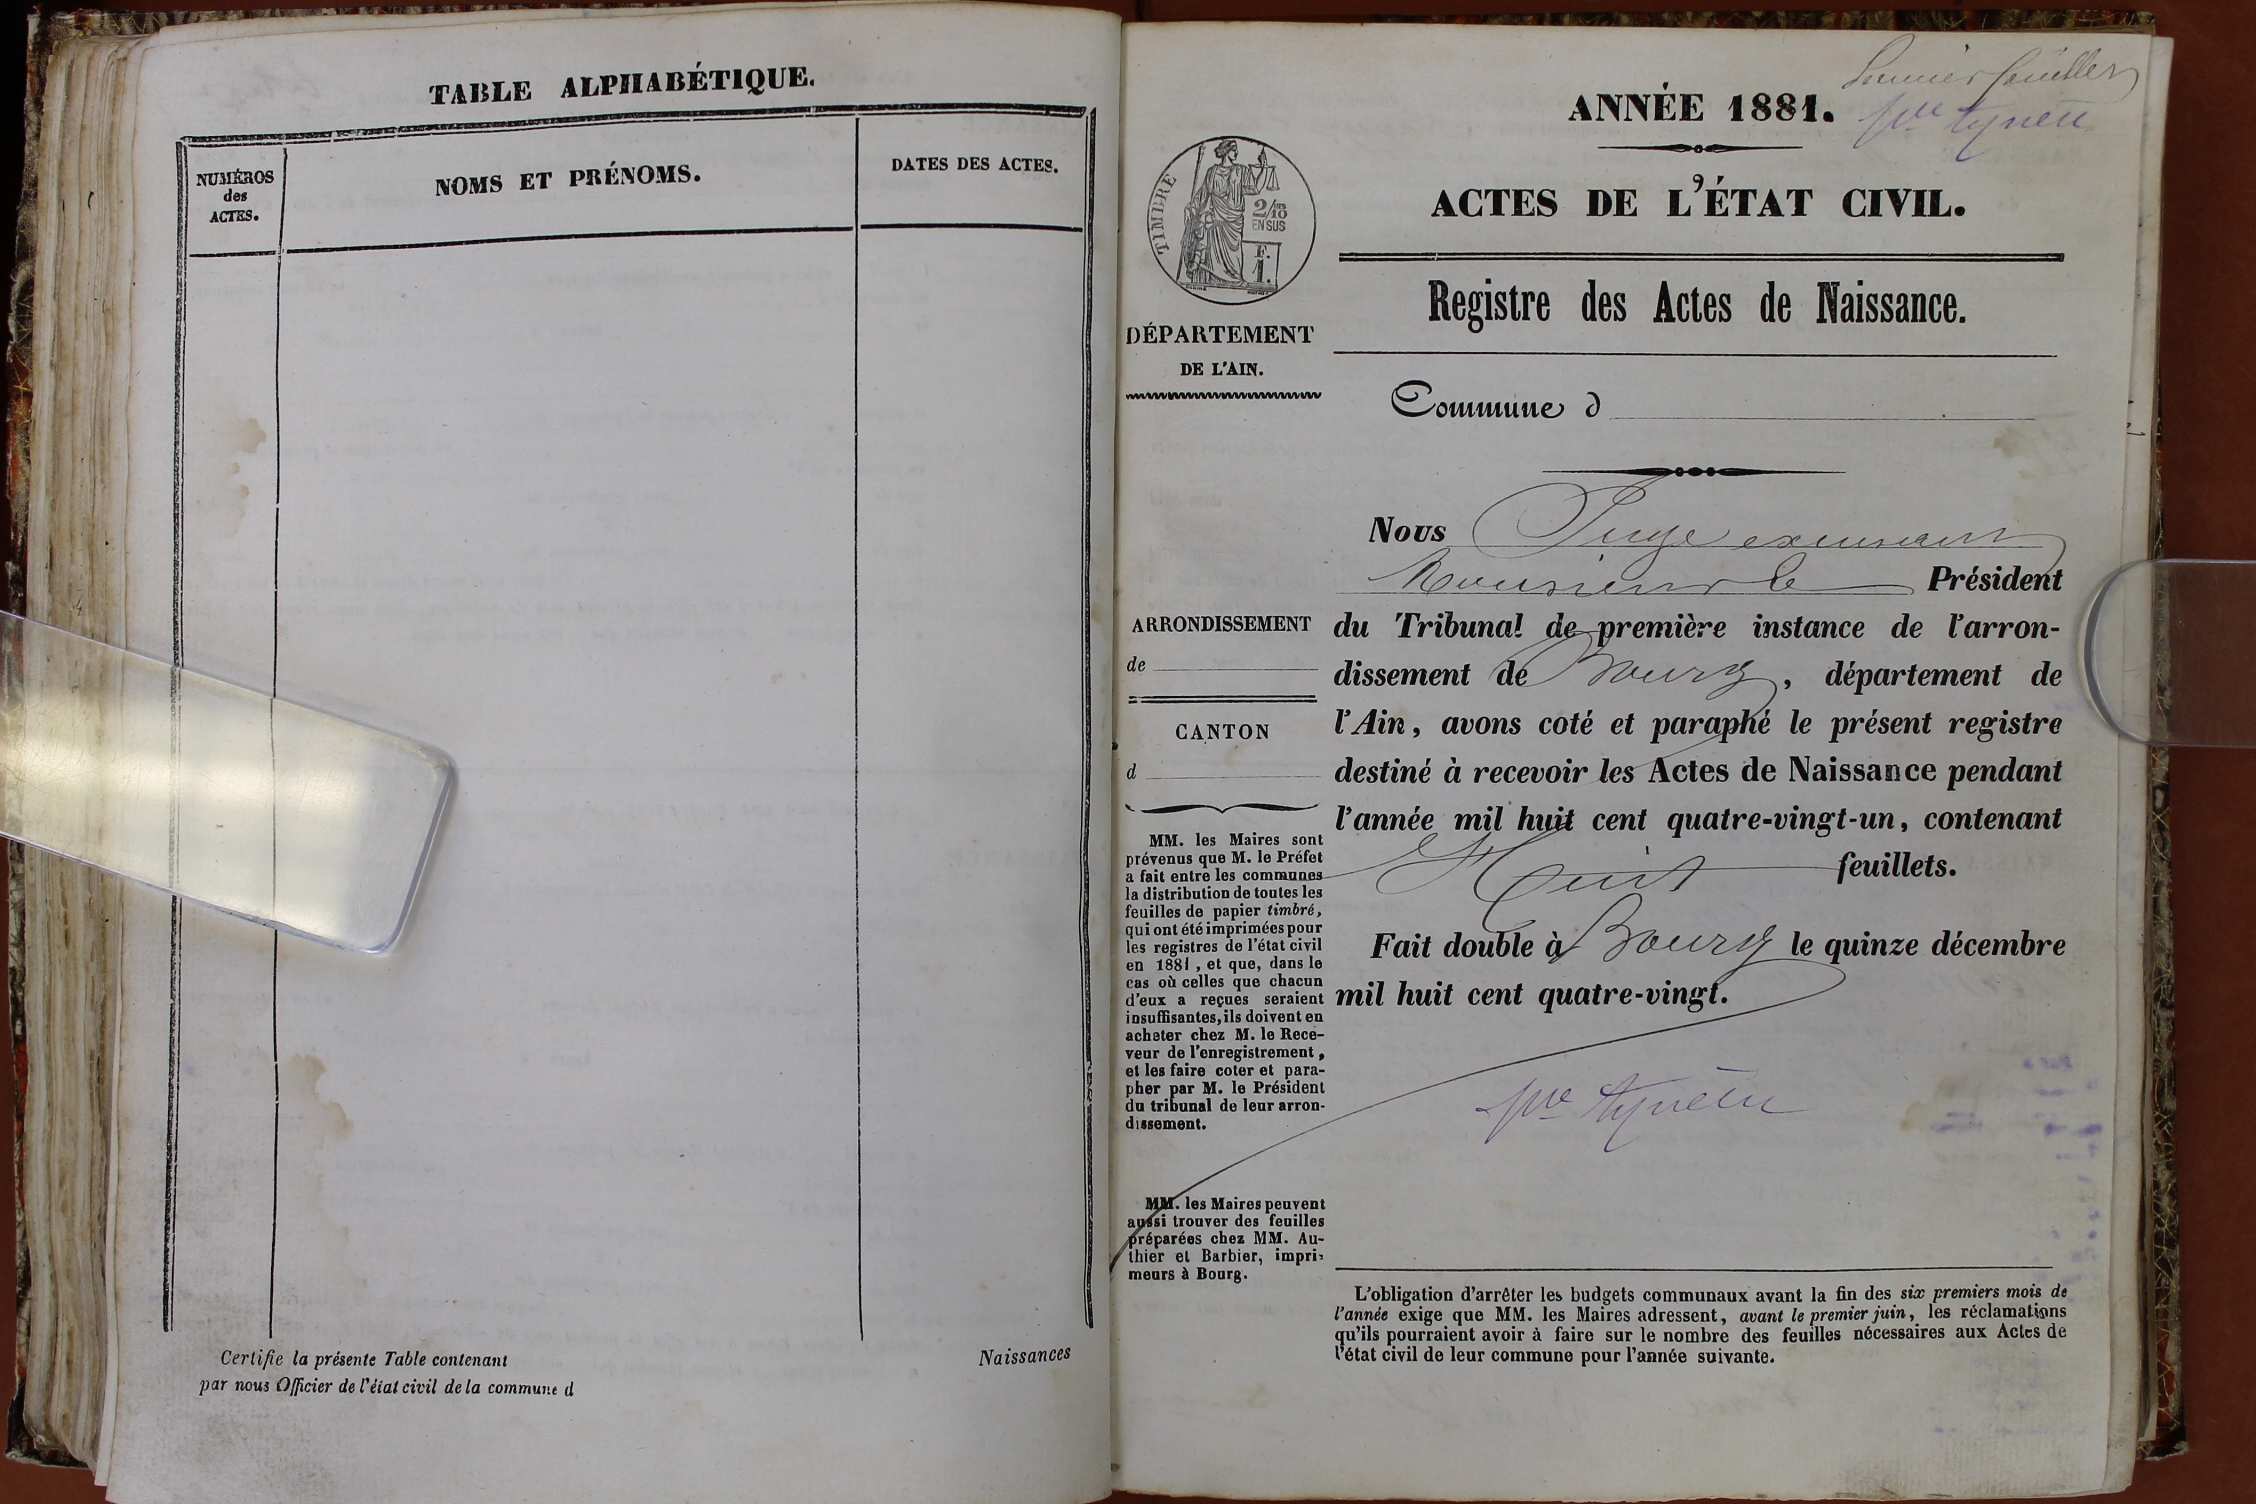 TABLE ALPHABÉTIQUE.
NUMÉROS
des
ACTES.
NOMS ET PRÉNOMS.
DATES DES ACTES.
Certifie la présente Table contenant Naissances
par nous Officier de l'état civil de la commune d
Premier feuillet
ANNÉE 1881.
ACTES DE L'ÉTAT CIVIL.
Registre des Actes de Naissance.
TIMBRE
2/10
EN SUS
F.
1.
DÉPARTEMENT
DE L'AIN.
Commune d
ARRONDISSEMENT
de
CANTON
d
MM. les Maires sont
prévenus que M. le Préfet
a fait entre les communes
la distribution de toutes les
feuilles de papier timbré,
qui ont été imprimées pour
les registres de l'état civil
en 1881, et que, dans le
cas où celles que chacun
d'eux a reçues seraient
insuffisantes, ils doivent en
acheter chez M. le Rece-
veur de l'enregistrement,
et les faire coter et para-
pher par M. le Président
du tribunal de leur arron-
dissement.
MM. les Maires peuvent
aussi trouver des feuilles
préparées chez MM. Au-
thier et Barbier, impri-
meurs à Bourg.
Nous Juge
Monsieur le Président
du Tribunal de première instance de l'arron-
dissement de Bourg, département de
l'Ain, avons coté et paraphé le présent registre
destiné à recevoir les Actes de Naissance pendant
l'année mil huit cent quatre-vingt-un, contenant
Huit feuillets.
Fait double à Bourg le quinze décembre
mil huit cent quatre-vingt.
L'obligation d'arrêter les budgets communaux avant la fin des six premiers mois de
l'année exige que MM. les Maires adressent, avant le premier juin, les réclamations
qu'ils pourraient avoir à faire sur le nombre des feuilles nécessaires aux Actes de
l'état civil de leur commune pour l'année suivante.